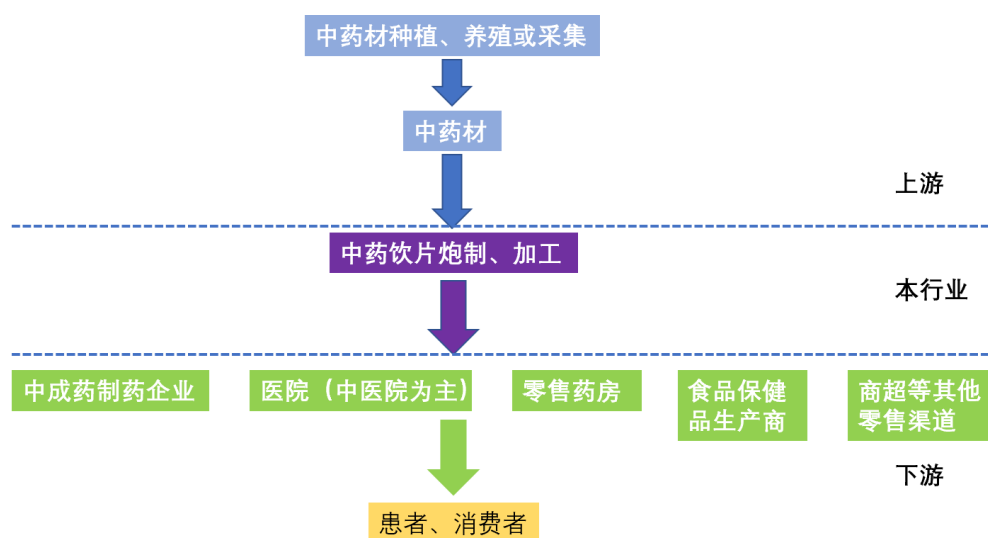 中药材种植、养殖或采集
中药材
上游
中药饮片炮制、加工
本行业
中成药制药企业
医院（中医院为主）
零售药房
食品保健
品生产商
商超等其他
零售渠道
下游
患者、消费者